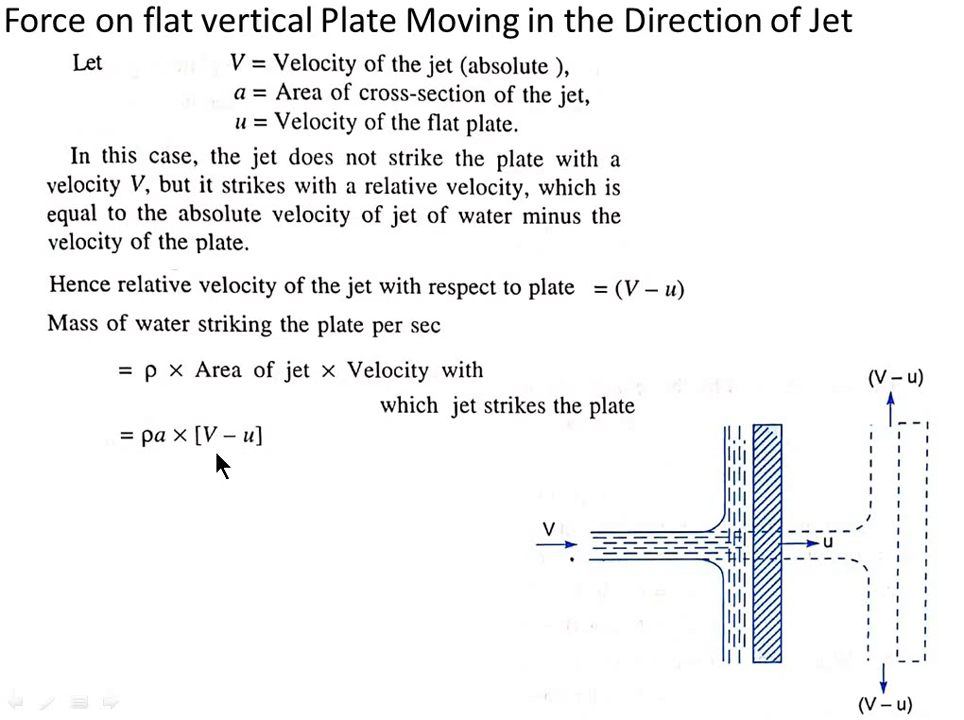 Force on flat vertical Plate Moving in the Direction of Jet
Let V = Velocity of the jet (absolute ),
a = Area of cross-section of the jet,
u = Velocity of the flat plate.
In this case, the jet does not strike the plate with a
velocity V, but it strikes with a relative velocity, which is
equal to the absolute velocity of jet of water minus the
velocity of the plate.
Hence relative velocity of the jet with respect to plate = (V – u)
Mass of water striking the plate per sec
= ρ × Area of jet × Velocity with
which jet strikes the plate
= ρa × [V – u]
(V – u)
V
u
(V – u)